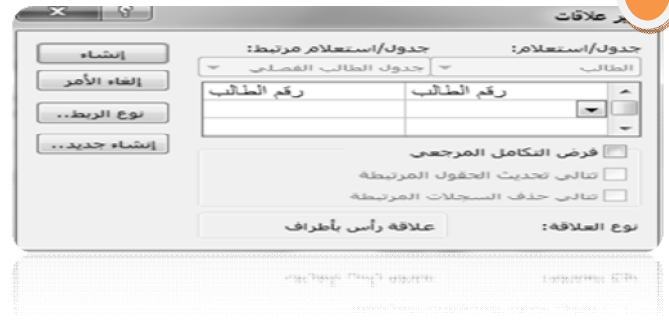 ير علاقات
جدول/استعلام: جدول/استعلام مرتبط:
الطالب جدول الطالب الفصلي
رقم الطالب رقم الطالب
فرض التكامل المرجعي
تتالي تحديث الحقول المرتبطة
تتالي حذف السجلات المرتبطة
نوع العلاقة: علاقة رأس بأطراف
إنشاء
إلغاء الأمر
نوع الربط..
إنشاء جديد..